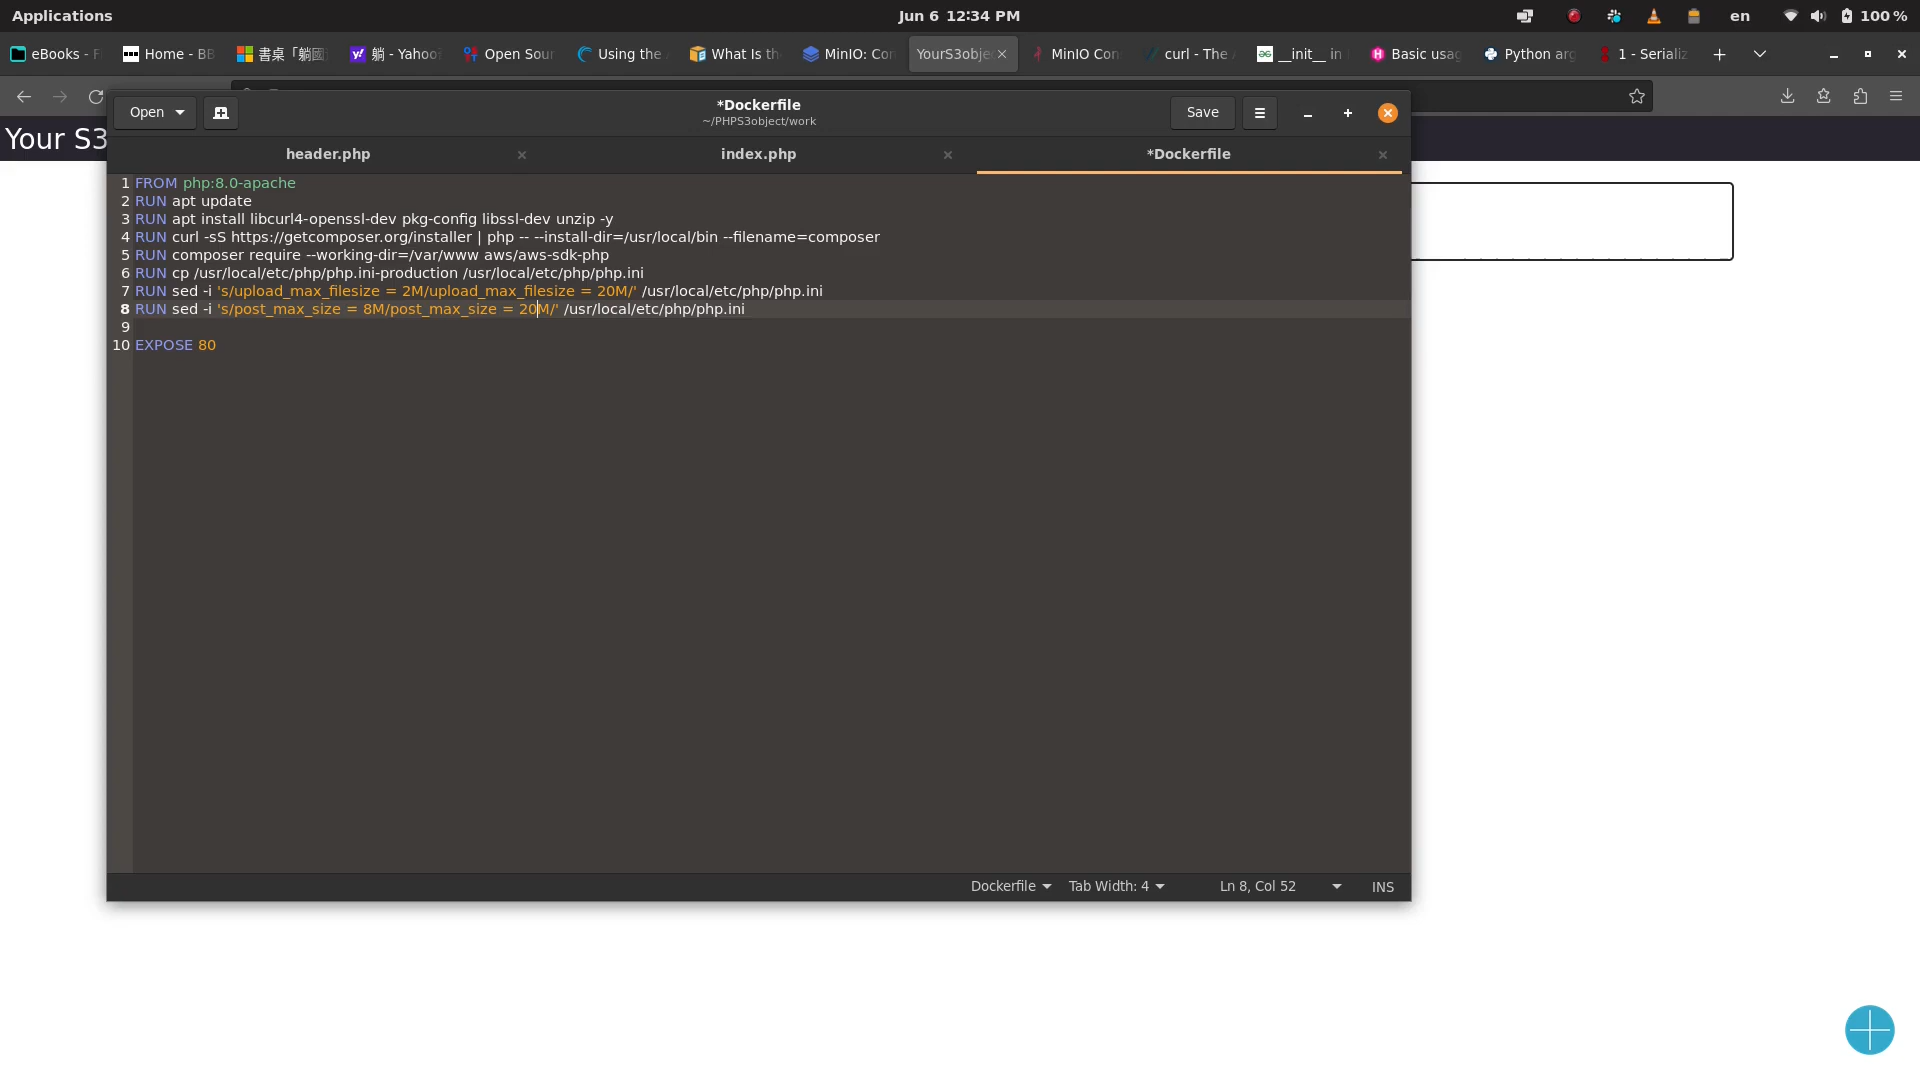 Applications
Jun 6 12:34 PM
en
100 %
eBooks - F
Home - BB
書桌「躺國
躺 - Yahoo
Open Sour
Using the
What Is th
MinIO: Con
YourS3obje
MinIO Con
curl - The
__init__ in
Basic usag
Python arg
1 - Serializ
Your S3
Open
*Dockerfile
~/PHPS3object/work
Save
header.php
index.php
*Dockerfile
1 FROM php:8.0-apache
2 RUN apt update
3 RUN apt install libcurl4-openssl-dev pkg-config libssl-dev unzip -y
4 RUN curl -sS https://getcomposer.org/installer | php -- --install-dir=/usr/local/bin --filename=composer
5 RUN composer require --working-dir=/var/www aws/aws-sdk-php
6 RUN cp /usr/local/etc/php/php.ini-production /usr/local/etc/php/php.ini
7 RUN sed -i 's/upload_max_filesize = 2M/upload_max_filesize = 20M/' /usr/local/etc/php/php.ini
8 RUN sed -i 's/post_max_size = 8M/post_max_size = 20M/' /usr/local/etc/php/php.ini
9
10 EXPOSE 80
Dockerfile
Tab Width: 4
Ln 8, Col 52
INS